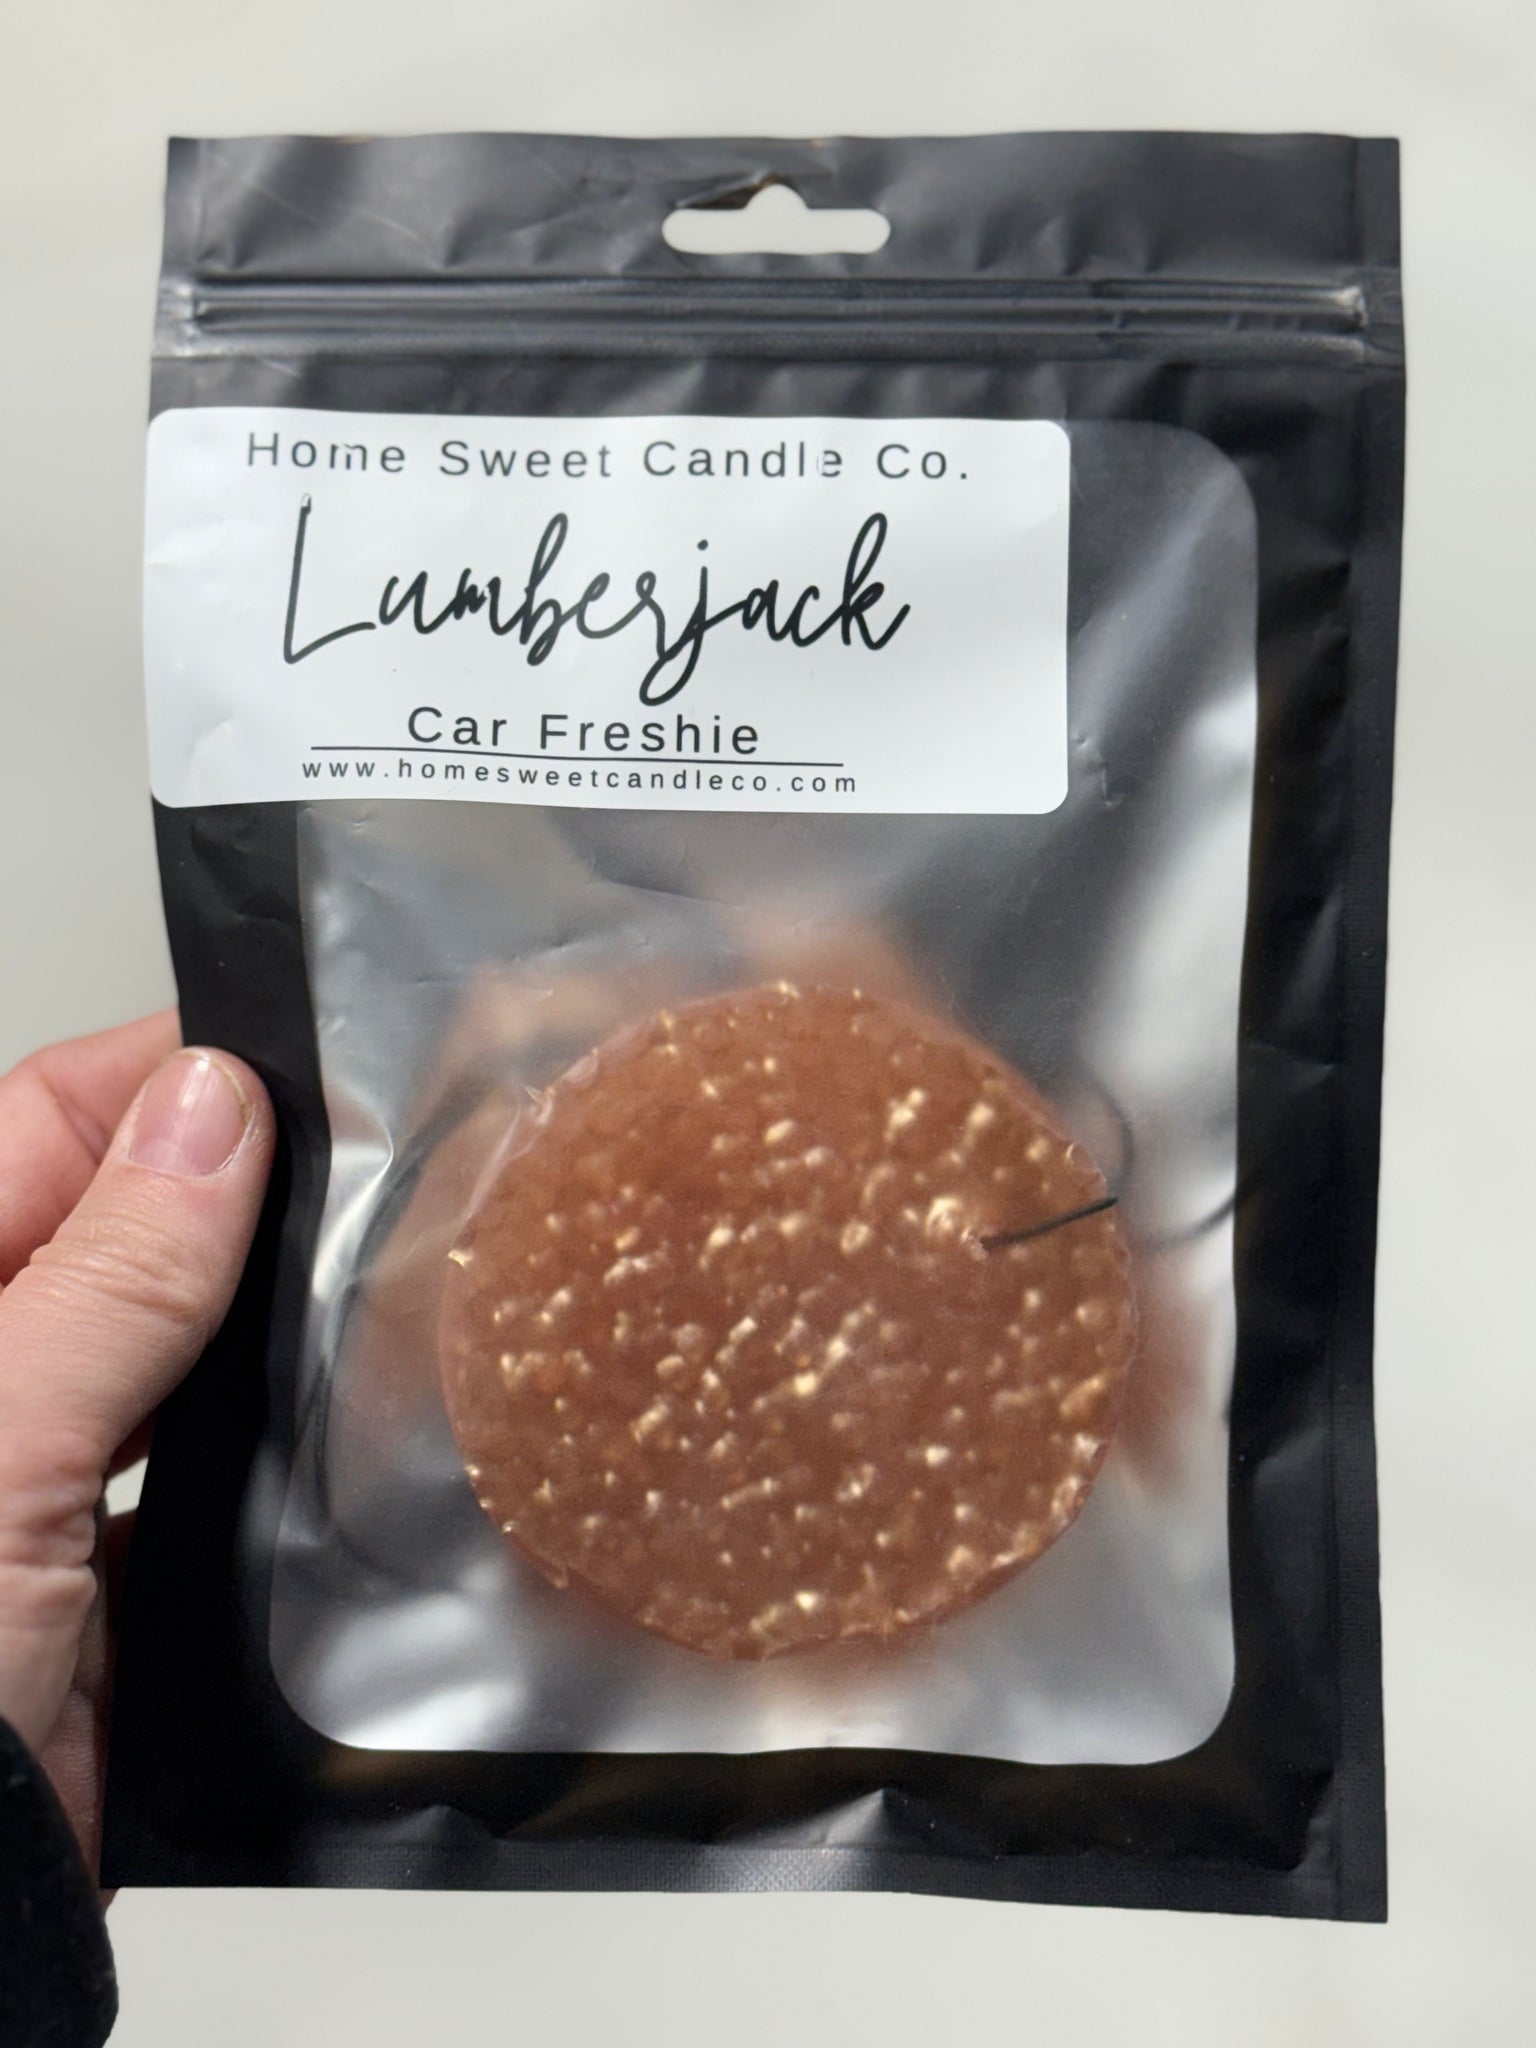 Home Sweet Candle Co.
Lumberjack
Car Freshie
www.homesweetcandleco.com